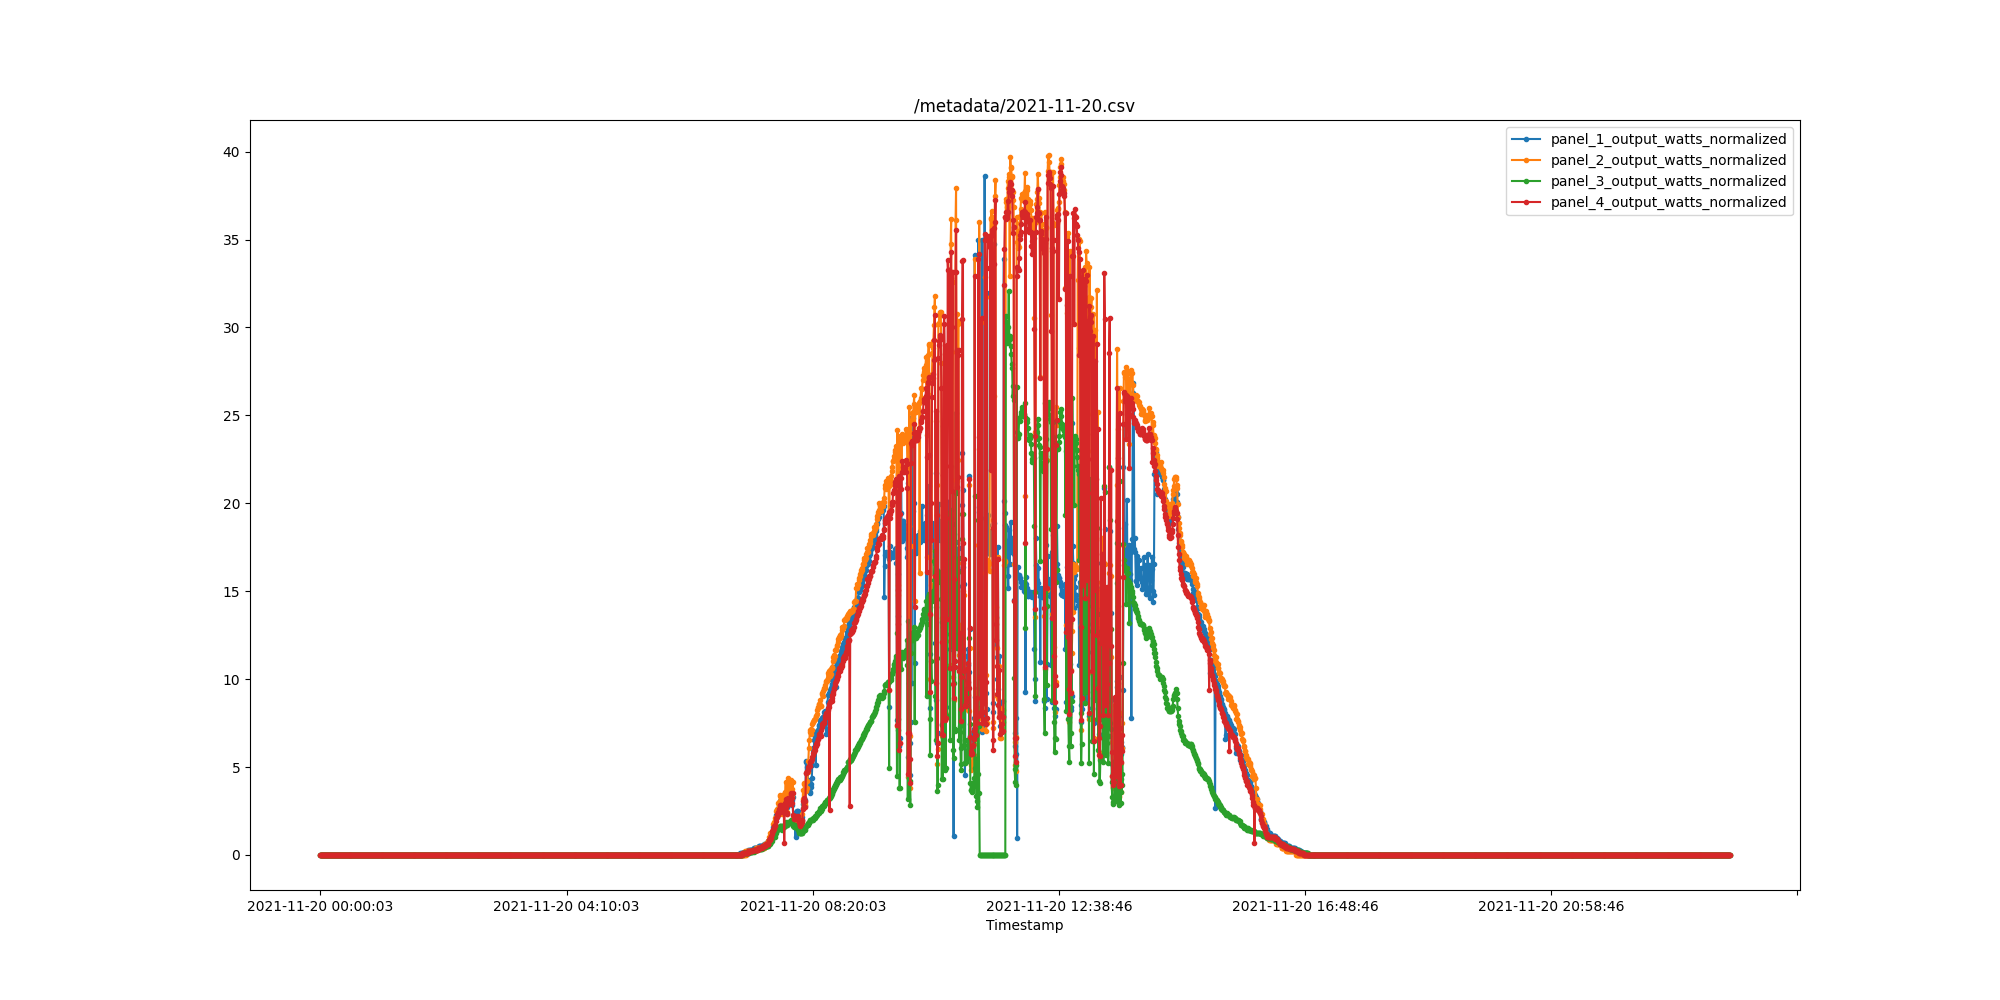 /metadata/2021-11-20.csv
panel_1_output_watts_normalized
panel_2_output_watts_normalized
panel_3_output_watts_normalized
panel_4_output_watts_normalized
40
35
30
25
20
15
10
5
0
2021-11-20 00:00:03 2021-11-20 04:10:03 2021-11-20 08:20:03 2021-11-20 12:38:46 2021-11-20 16:48:46 2021-11-20 20:58:46
Timestamp